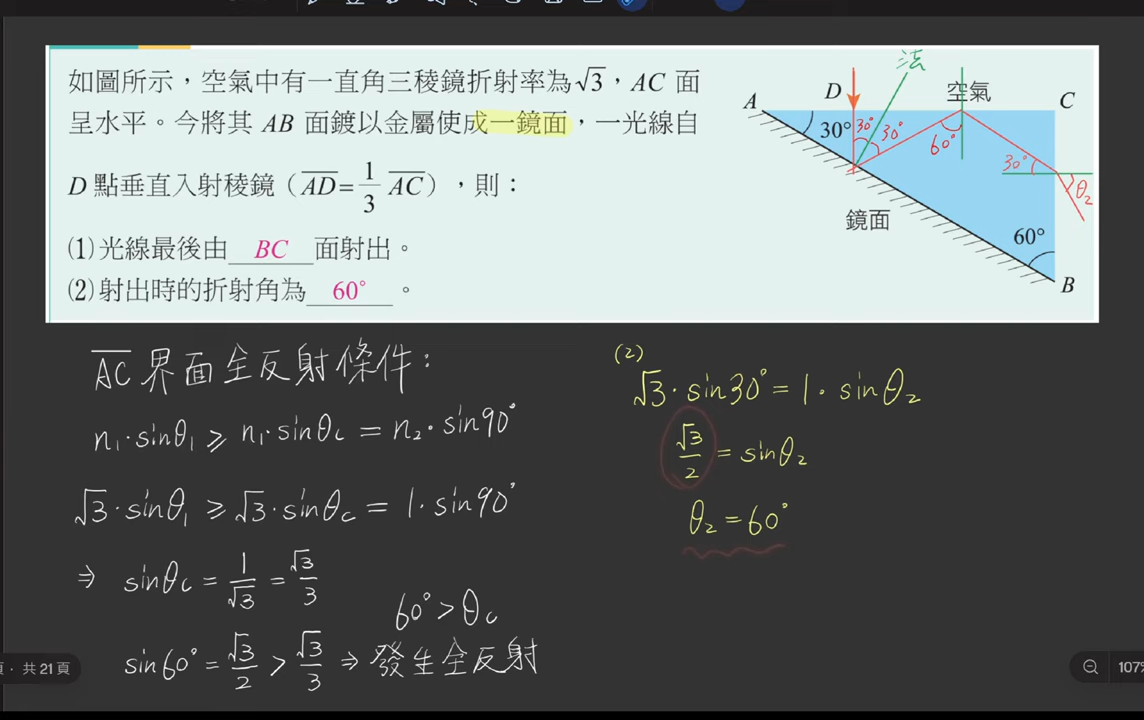 如圖所示，空氣中有一直角三稜鏡折射率為√3，AC 面
呈水平。今將其 AB 面鍍以金屬使成一鏡面，一光線自
D 點垂直入射稜鏡（AD=1/3 AC），則：
(1)光線最後由 BC 面射出。
(2)射出時的折射角為 60° 。
法
A
D
空氣
C
30°
30°
30°
60°
30°
θ₂
鏡面
60°
B
AC 界面全反射條件：
n₁·sinθ₁ ≥ n₁·sinθc = n₂·sin90°
√3·sinθ₁ ≥ √3·sinθc = 1·sin90°
⇒ sinθc = 1/√3 = √3/3
60° > θc
sin60° = √3/2 > √3/3 ⇒ 發生全反射
(2)
√3·sin30° = 1·sinθ₂
√3/2 = sinθ₂
θ₂ = 60°
頁· 共 21 頁
107%